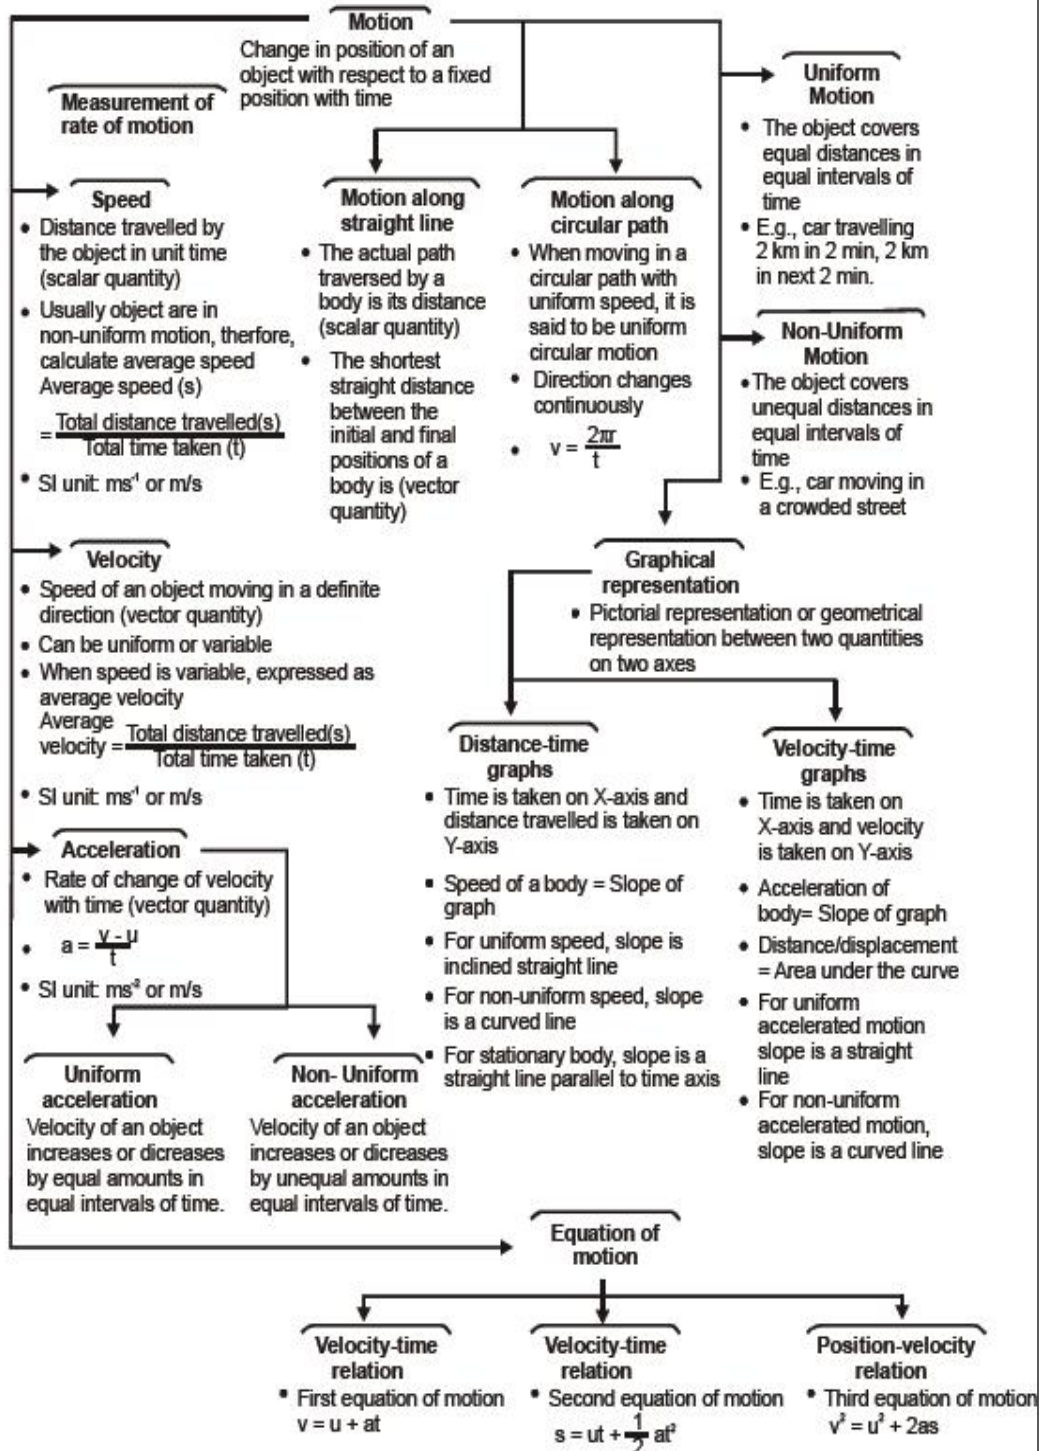 Motion
Change in position of an
object with respect to a fixed
position with time
Measurement of
rate of motion
Speed
• Distance travelled by
the object in unit time
(scalar quantity)
• Usually object are in
non-uniform motion, therfore,
calculate average speed
Average speed (s)
= Total distance travelled(s)
Total time taken (t)
• SI unit: ms⁻¹ or m/s
Motion along
straight line
• The actual path
traversed by a
body is its distance
(scalar quantity)
• The shortest
straight distance
between the
initial and final
positions of a
body is (vector
quantity)
Motion along
circular path
• When moving in a
circular path with
uniform speed, it is
said to be uniform
circular motion
• Direction changes
continuously
• v = 2πr
t
Uniform
Motion
• The object covers
equal distances in
equal intervals of
time
• E.g., car travelling
2 km in 2 min, 2 km
in next 2 min.
Non-Uniform
Motion
• The object covers
unequal distances in
equal intervals of
time
• E.g., car moving in
a crowded street
Velocity
• Speed of an object moving in a definite
direction (vector quantity)
• Can be uniform or variable
• When speed is variable, expressed as
average velocity
Average
velocity = Total distance travelled(s)
Total time taken (t)
• SI unit: ms⁻¹ or m/s
Graphical
representation
• Pictorial representation or geometrical
representation between two quantities
on two axes
Distance-time
graphs
• Time is taken on X-axis and
distance travelled is taken on
Y-axis
• Speed of a body = Slope of
graph
• For uniform speed, slope is
inclined straight line
• For non-uniform speed, slope
is a curved line
• For stationary body, slope is a
straight line parallel to time axis
Velocity-time
graphs
• Time is taken on
X-axis and velocity
is taken on Y-axis
• Acceleration of
body= Slope of graph
• Distance/displacement
= Area under the curve
• For uniform
accelerated motion
slope is a straight
line
• For non-uniform
accelerated motion,
slope is a curved line
Acceleration
• Rate of change of velocity
with time (vector quantity)
• a = v - u
t
• SI unit: ms⁻² or m/s
Uniform
acceleration
Velocity of an object
increases or dicreases
by equal amounts in
equal intervals of time.
Non- Uniform
acceleration
Velocity of an object
increases or dicreases
by unequal amounts in
equal intervals of time.
Equation of
motion
Velocity-time
relation
• First equation of motion
v = u + at
Velocity-time
relation
• Second equation of motion
s = ut + 1/2 at²
Position-velocity
relation
• Third equation of motion
v² = u² + 2as